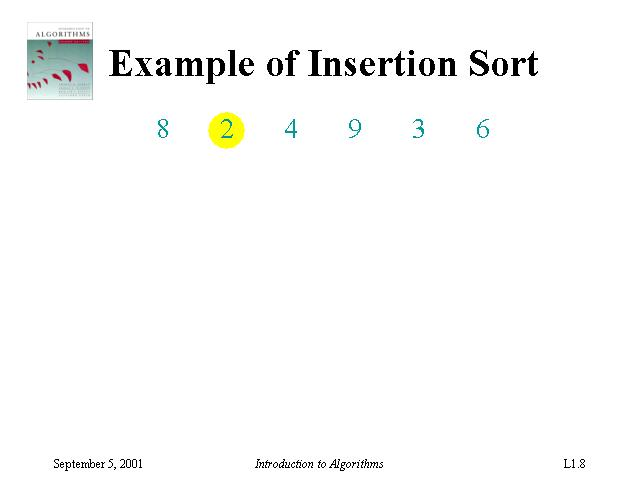 ALGORITHMS
Example of Insertion Sort
8 2 4 9 3 6
September 5, 2001 Introduction to Algorithms L1.8